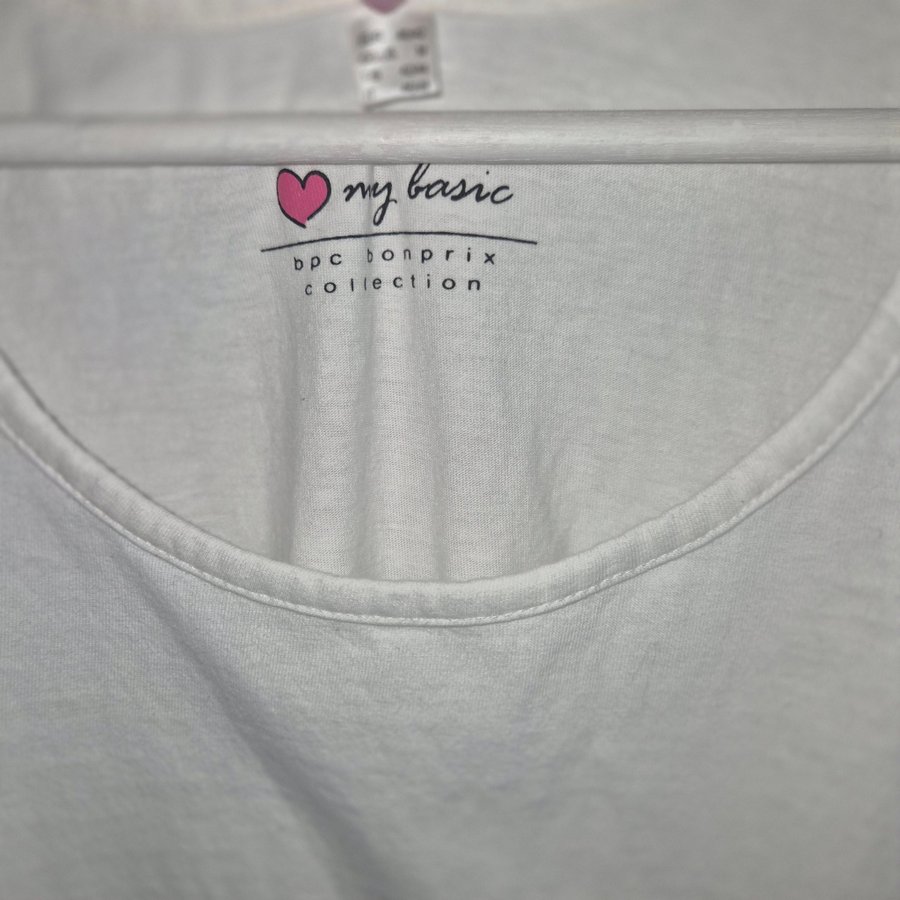 my basic
bpc bonprix
collection